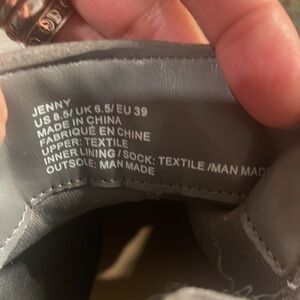 JENNY
US 8.5/ UK 6.5/ EU 39
MADE IN CHINA
FABRIQUÉ EN CHINE
UPPER: TEXTILE
INNER LINING / SOCK: TEXTILE /MAN MAD
OUTSOLE: MAN MADE